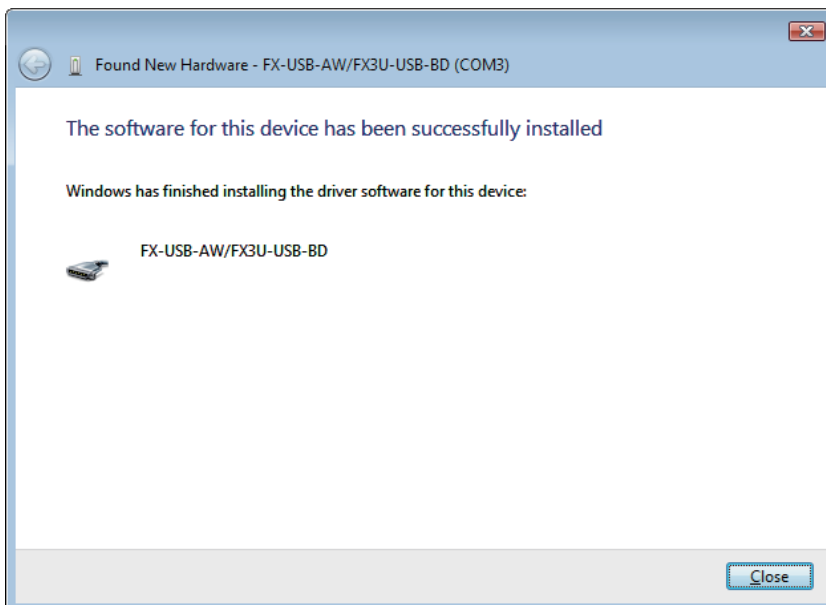 Found New Hardware - FX-USB-AW/FX3U-USB-BD (COM3)
The software for this device has been successfully installed
Windows has finished installing the driver software for this device:
FX-USB-AW/FX3U-USB-BD
Close